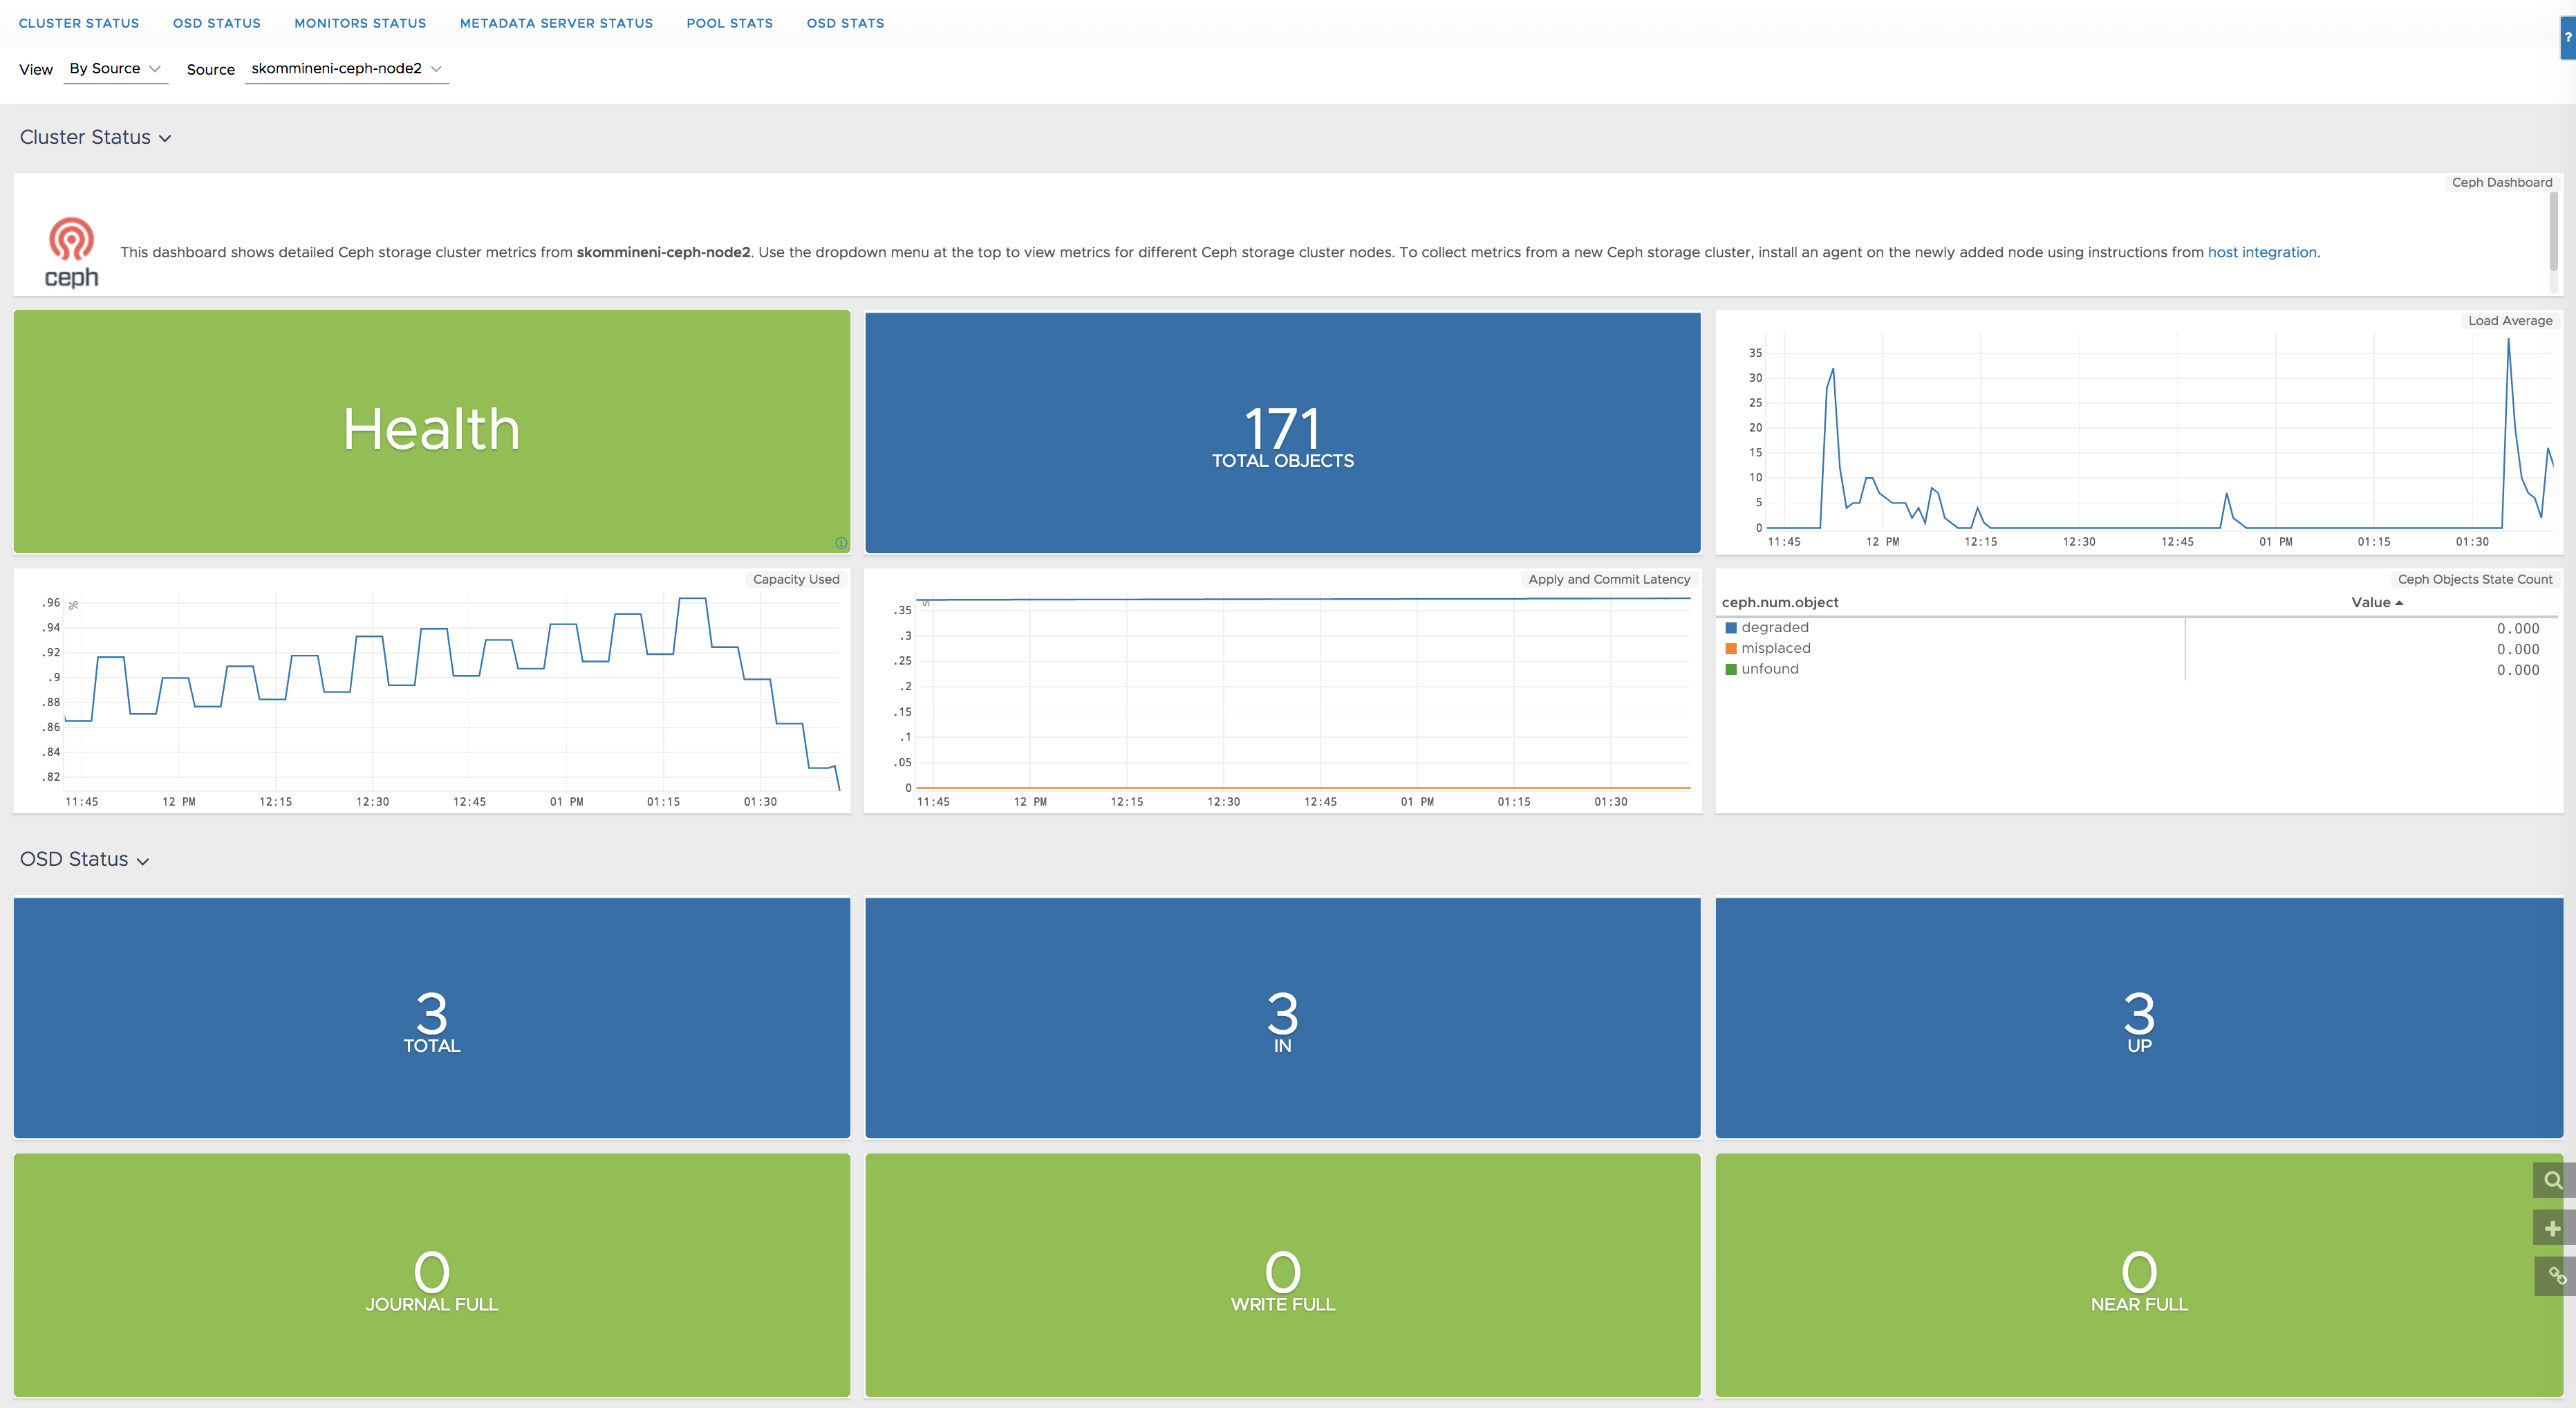 CLUSTER STATUS OSD STATUS MONITORS STATUS METADATA SERVER STATUS POOL STATS OSD STATS
?
View By Source Source skommineni-ceph-node2
Cluster Status
Ceph Dashboard
ceph
This dashboard shows detailed Ceph storage cluster metrics from skommineni-ceph-node2. Use the dropdown menu at the top to view metrics for different Ceph storage cluster nodes. To collect metrics from a new Ceph storage cluster, install an agent on the newly added node using instructions from host integration.
Health
171
TOTAL OBJECTS
Load Average
35
30
25
20
15
10
5
0
11:45 12 PM 12:15 12:30 12:45 01 PM 01:15 01:30
Capacity Used
%
.96
.94
.92
.9
.88
.86
.84
.82
11:45 12 PM 12:15 12:30 12:45 01 PM 01:15 01:30
Apply and Commit Latency
s
.35
.3
.25
.2
.15
.1
.05
0
11:45 12 PM 12:15 12:30 12:45 01 PM 01:15 01:30
Ceph Objects State Count
ceph.num.object Value
degraded 0.000
misplaced 0.000
unfound 0.000
OSD Status
3
TOTAL
3
IN
3
UP
0
JOURNAL FULL
0
WRITE FULL
0
NEAR FULL